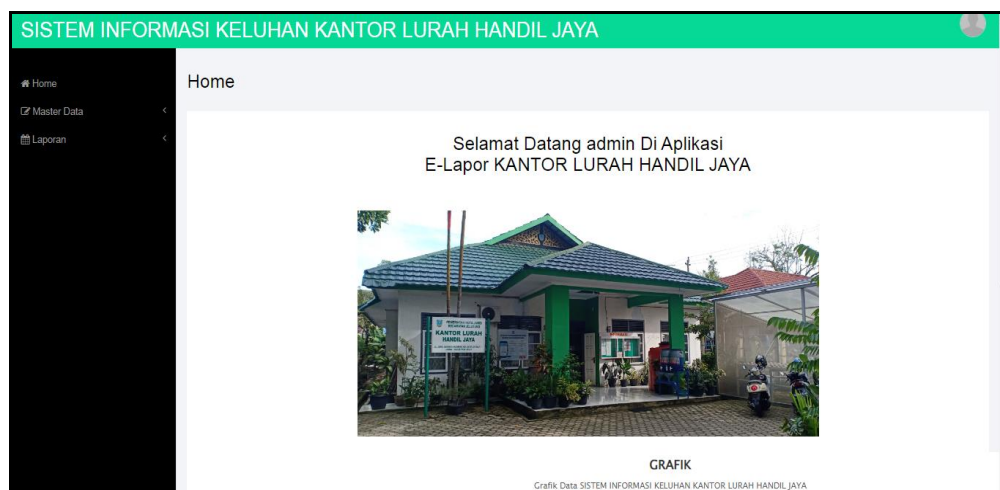 SISTEM INFORMASI KELUHAN KANTOR LURAH HANDIL JAYA
Home
Master Data
Laporan
Home
Selamat Datang admin Di Aplikasi
E-Lapor KANTOR LURAH HANDIL JAYA
KANTOR LURAH
HANDIL JAYA
GRAFIK
Grafik Data SISTEM INFORMASI KELUHAN KANTOR LURAH HANDIL JAYA